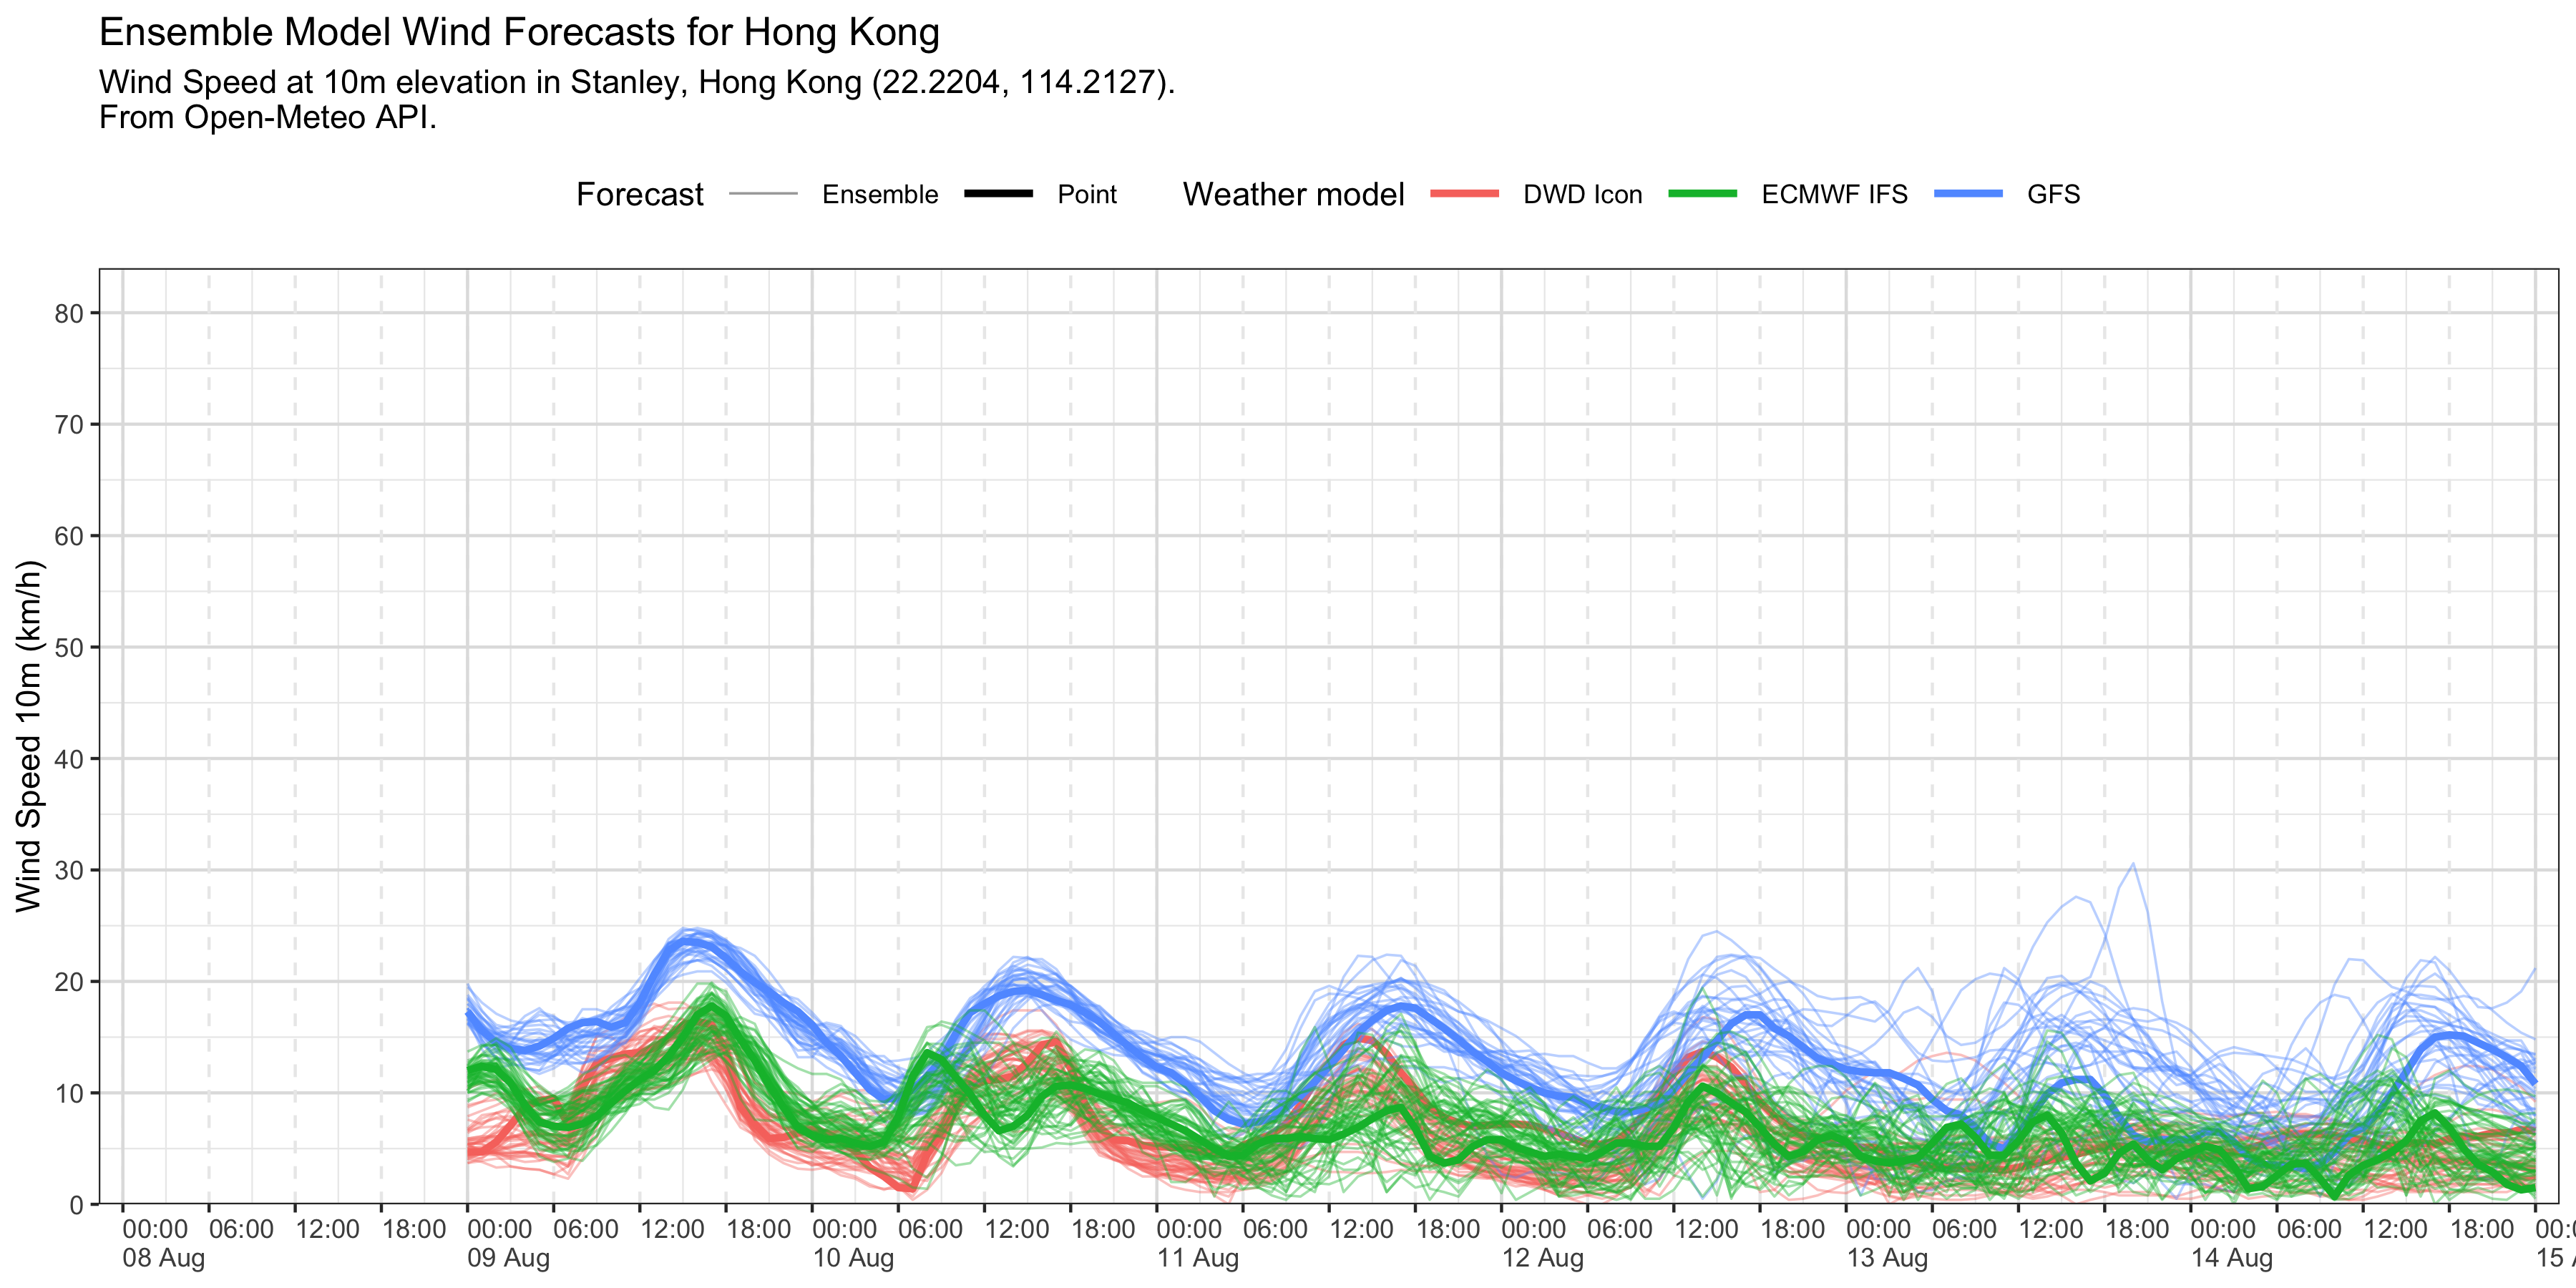 Ensemble Model Wind Forecasts for Hong Kong
Wind Speed at 10m elevation in Stanley, Hong Kong (22.2204, 114.2127).
From Open-Meteo API.
Forecast Ensemble Point Weather model DWD Icon ECMWF IFS GFS
Wind Speed 10m (km/h)
80
70
60
50
40
30
20
10
0
00:00 06:00 12:00 18:00 00:00 06:00 12:00 18:00 00:00 06:00 12:00 18:00 00:00 06:00 12:00 18:00 00:00 06:00 12:00 18:00 00:00 06:00 12:00 18:00 00:00 06:00 12:00 18:00 00:0
08 Aug 09 Aug 10 Aug 11 Aug 12 Aug 13 Aug 14 Aug 15 A